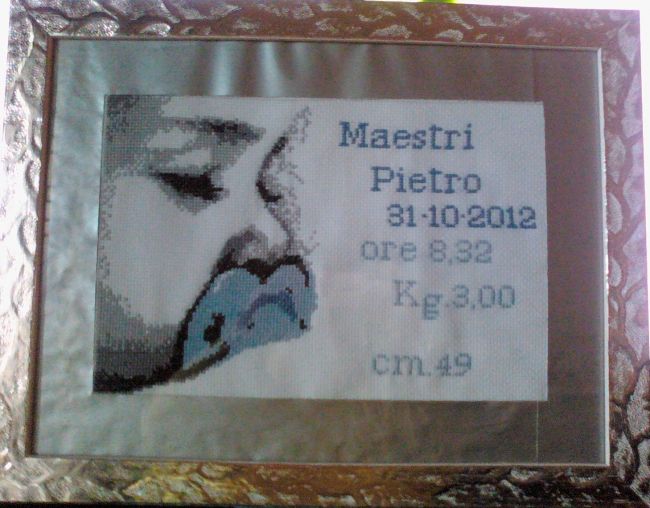 Maestri
Pietro
31-10-2012
ore 8,32
Kg.3,00
cm.49